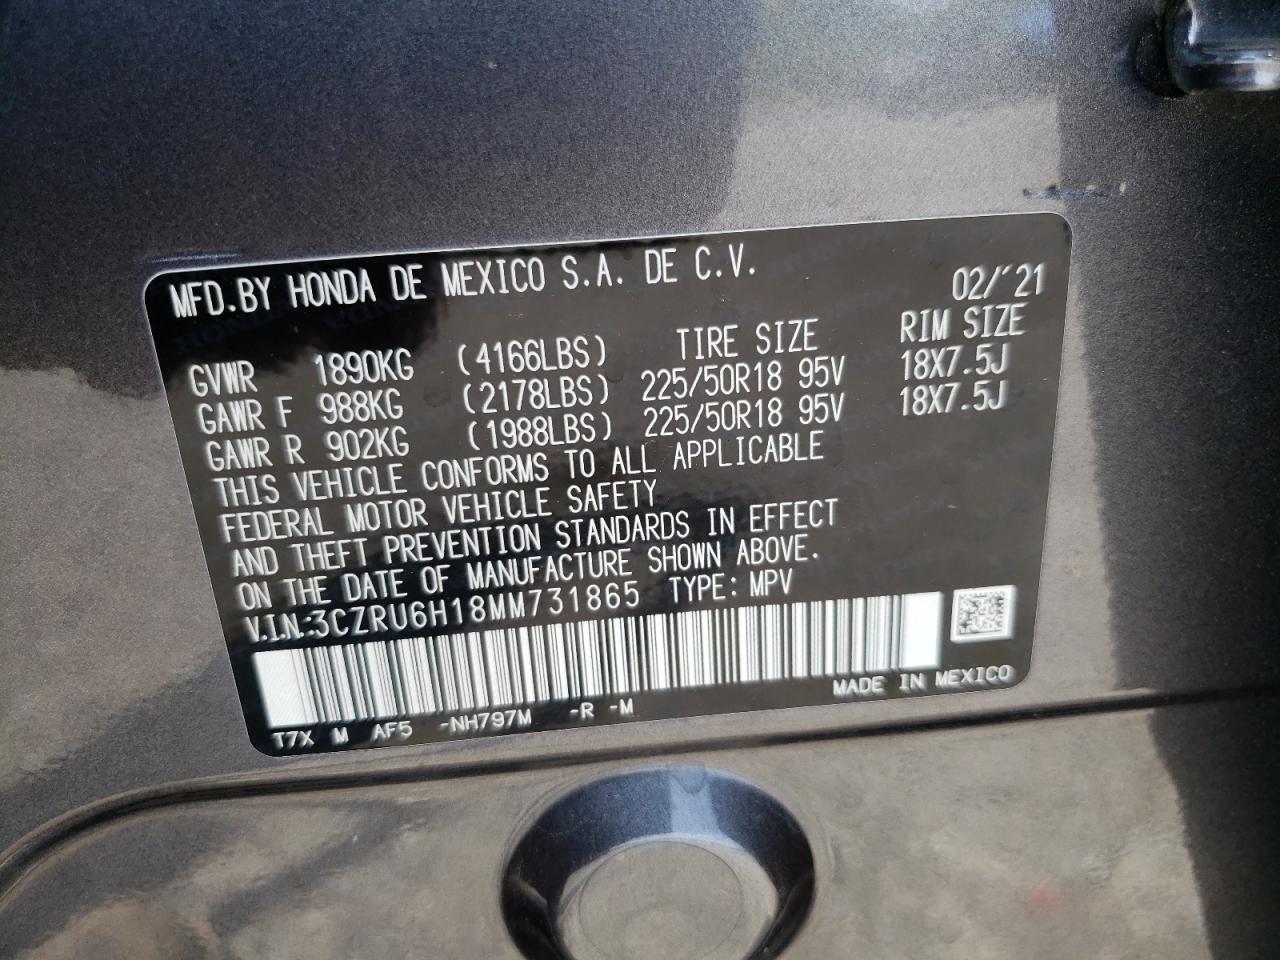 MFD.BY HONDA DE MEXICO S.A. DE C.V. 02/'21
TIRE SIZE RIM SIZE
GVWR 1890KG (4166LBS)
GAWR F 988KG (2178LBS) 225/50R18 95V 18X7.5J
GAWR R 902KG (1988LBS) 225/50R18 95V 18X7.5J
THIS VEHICLE CONFORMS TO ALL APPLICABLE
FEDERAL MOTOR VEHICLE SAFETY
AND THEFT PREVENTION STANDARDS IN EFFECT
ON THE DATE OF MANUFACTURE SHOWN ABOVE.
V.I.N:3CZRU6H18MM731865 TYPE: MPV
MADE IN MEXICO
T7X M AF5 -NH797M -R -M